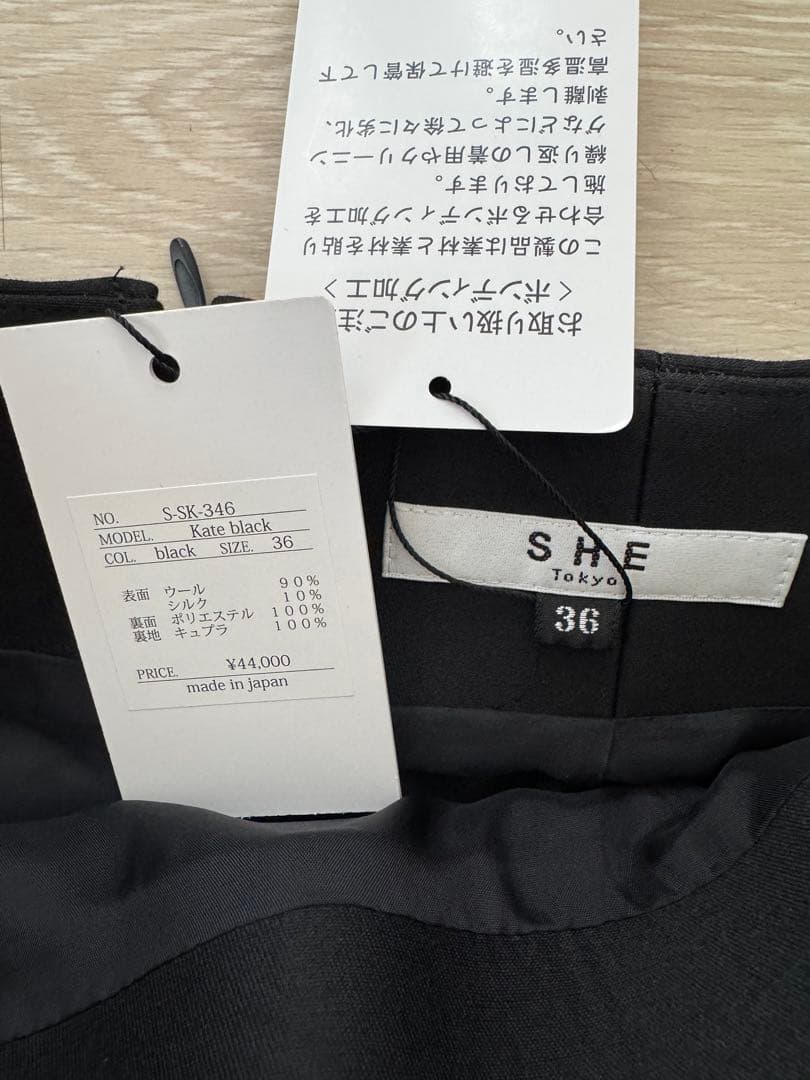 お取り扱い上のご注
＜ボンディング加工＞
この製品は素材と素材を貼り
合わせるボンディング加工を
施しております。
繰り返しの着用やクリーニン
グなどによって徐々に劣化、
剥離します。
高温多湿を避けて保管して下
さい。
NO. S-SK-346
MODEL. Kate black
COL. black SIZE. 36
表面 ウール 90%
シルク 10%
裏面 ポリエステル 100%
裏地 キュプラ 100%
PRICE. ¥44,000
made in japan
SHE
Tokyo
36